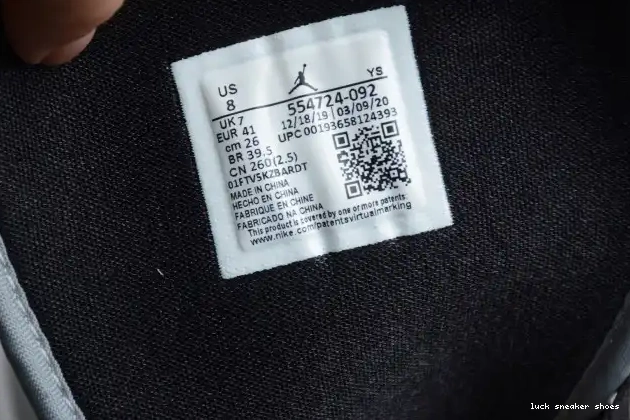 US
8
YS
554724-092
UK 7
12/18/19 | 03/09/20
EUR 41
UPC 00193658124393
cm 26
BR 39.5
CN 260(2.5)
01FTV5KZBARDT
MADE IN CHINA
HECHO EN CHINA
FABRIQUE EN CHINE
FABRICADO NA CHINA
This product is covered by one or more patents
www.nike.com/patentsvirtualmarking
luck sneaker shoes